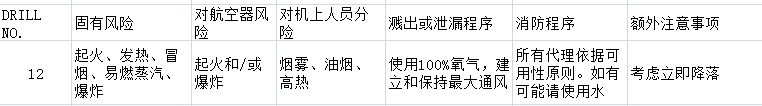 DRILL NO.
固有风险
对航空器风险
对机上人员分险
溅出或泄漏程序
消防程序
额外注意事项
12
起火、发热、冒
烟、易燃蒸汽、
爆炸
起火和/或
爆炸
烟雾、油烟、
高热
使用100%氧气，建
立和保持最大通风
所有代理依据可
用性原则。如有
可能请使用水
考虑立即降落